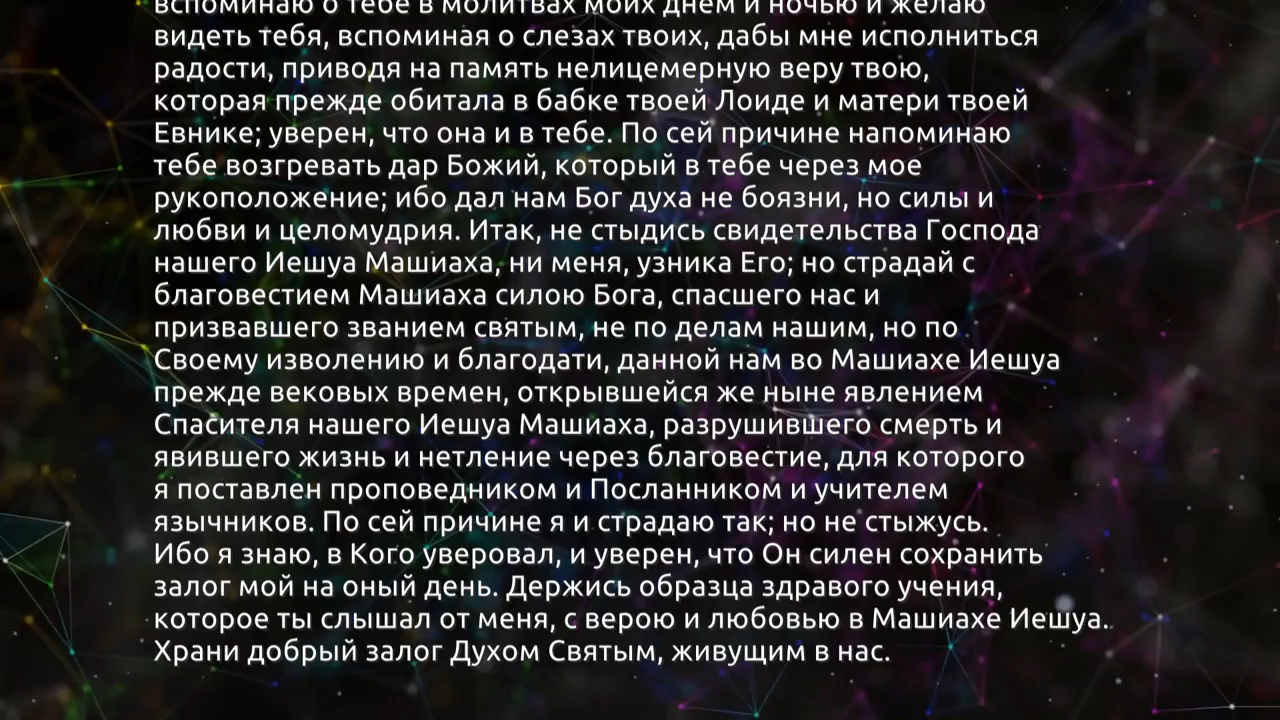 вспоминаю о тебе в молитвах моих днем и ночью и желаю
видеть тебя, вспоминая о слезах твоих, дабы мне исполниться
радости, приводя на память нелицемерную веру твою,
которая прежде обитала в бабке твоей Лоиде и матери твоей
Евнике; уверен, что она и в тебе. По сей причине напоминаю
тебе возгревать дар Божий, который в тебе через мое
рукоположение; ибо дал нам Бог духа не боязни, но силы и
любви и целомудрия. Итак, не стыдись свидетельства Господа
нашего Иешуа Машиаха, ни меня, узника Его; но страдай с
благовестием Машиаха силою Бога, спасшего нас и
призвавшего званием святым, не по делам нашим, но по
Своему изволению и благодати, данной нам во Машиахе Иешуа
прежде вековых времен, открывшейся же ныне явлением
Спасителя нашего Иешуа Машиаха, разрушившего смерть и
явившего жизнь и нетление через благовестие, для которого
я поставлен проповедником и Посланником и учителем
язычников. По сей причине я и страдаю так; но не стыжусь.
Ибо я знаю, в Кого уверовал, и уверен, что Он силен сохранить
залог мой на оный день. Держись образца здравого учения,
которое ты слышал от меня, с верою и любовью в Машиахе Иешуа.
Храни добрый залог Духом Святым, живущим в нас.